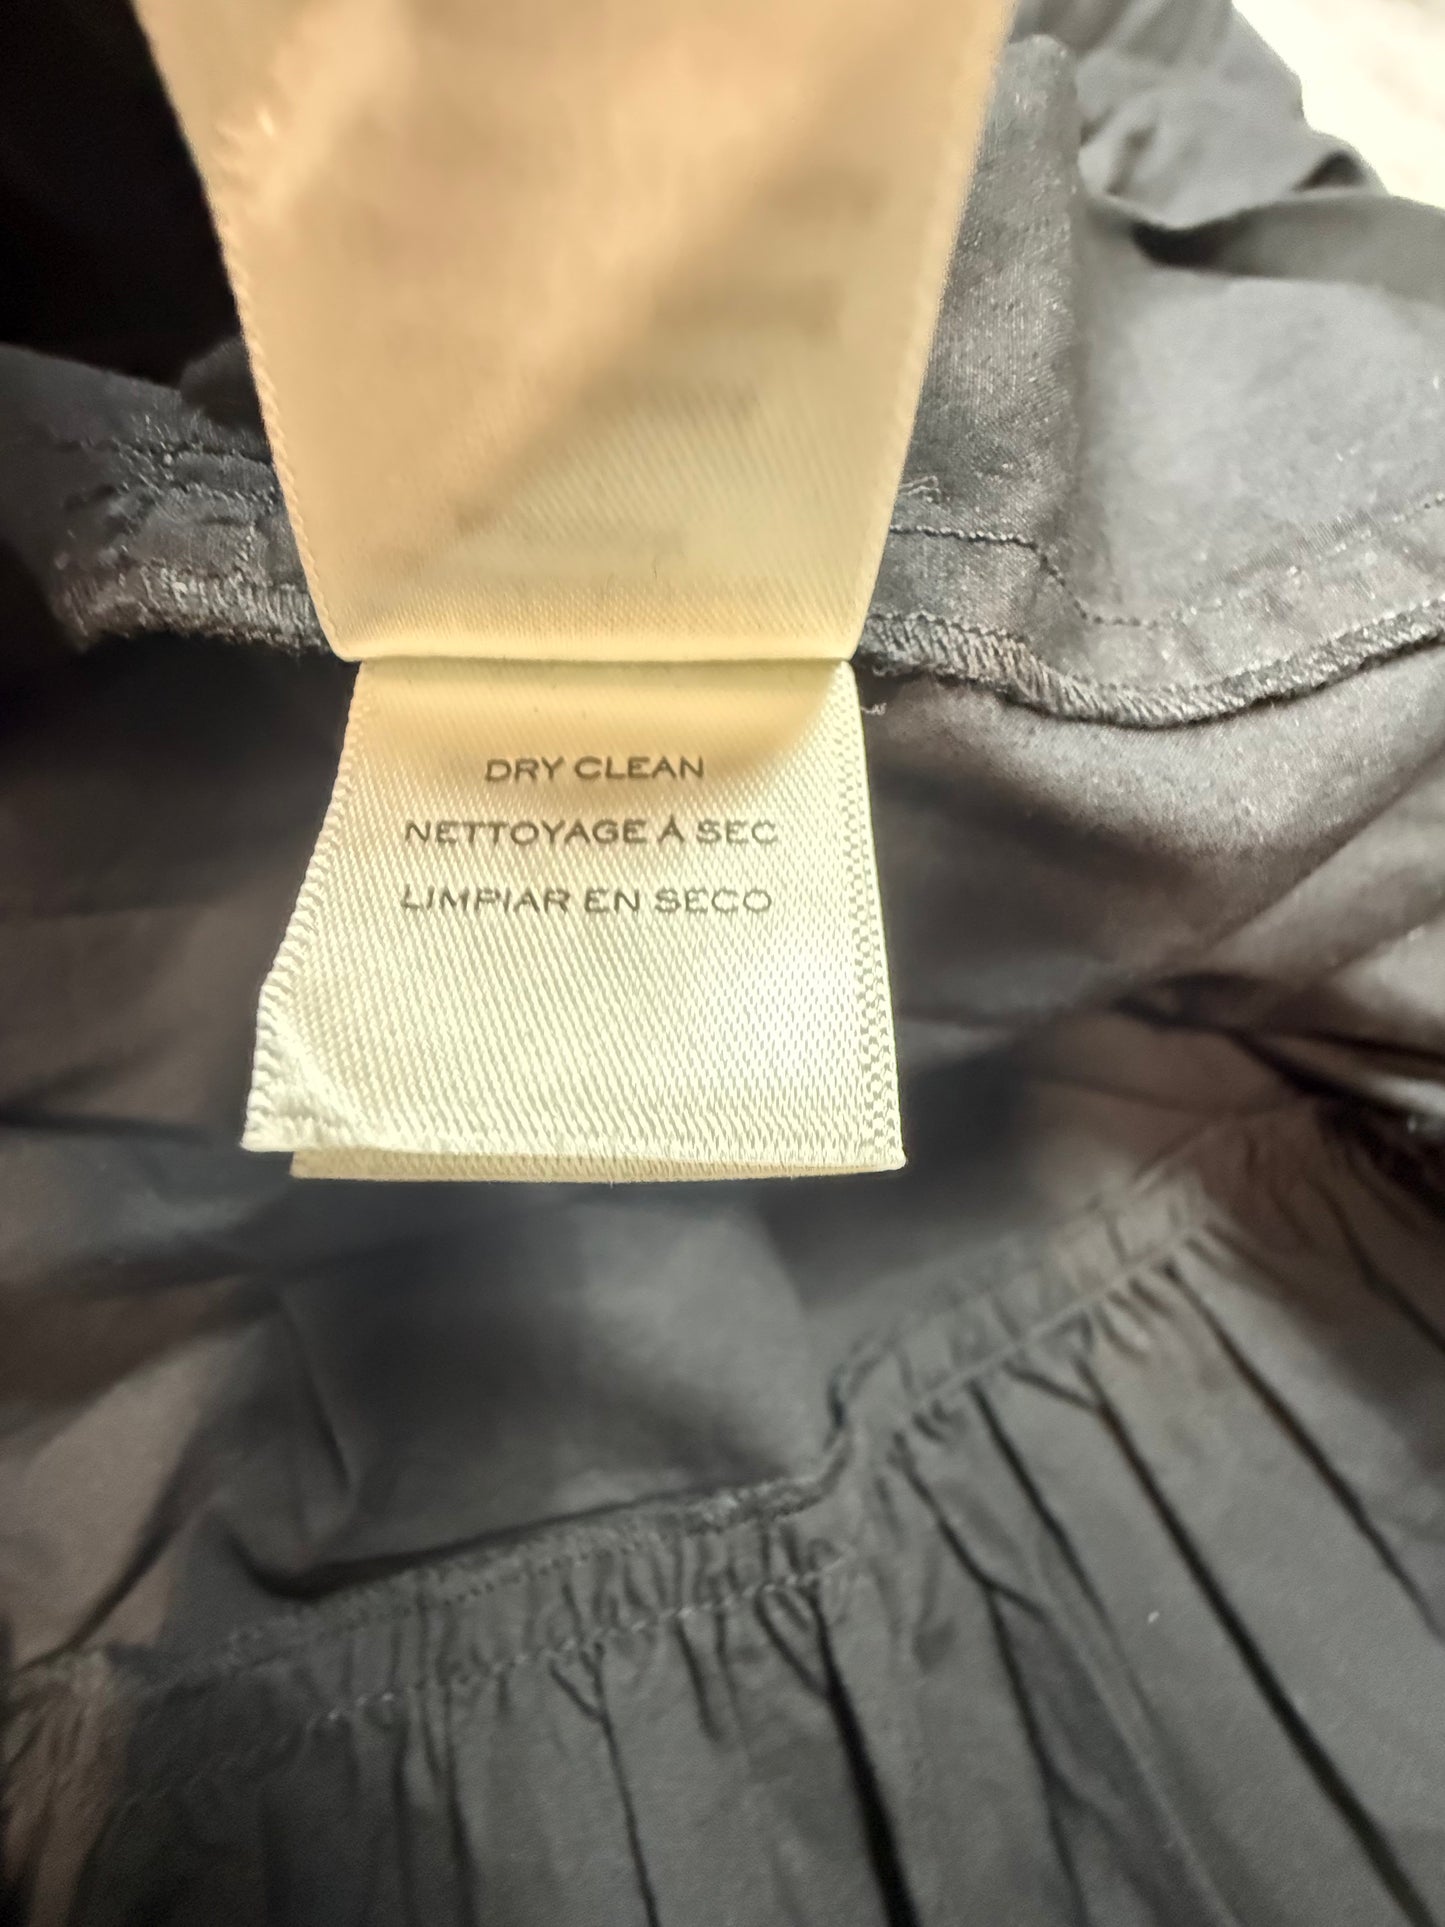 DRY CLEAN
NETTOYAGE À SEC
LIMPIAR EN SECO